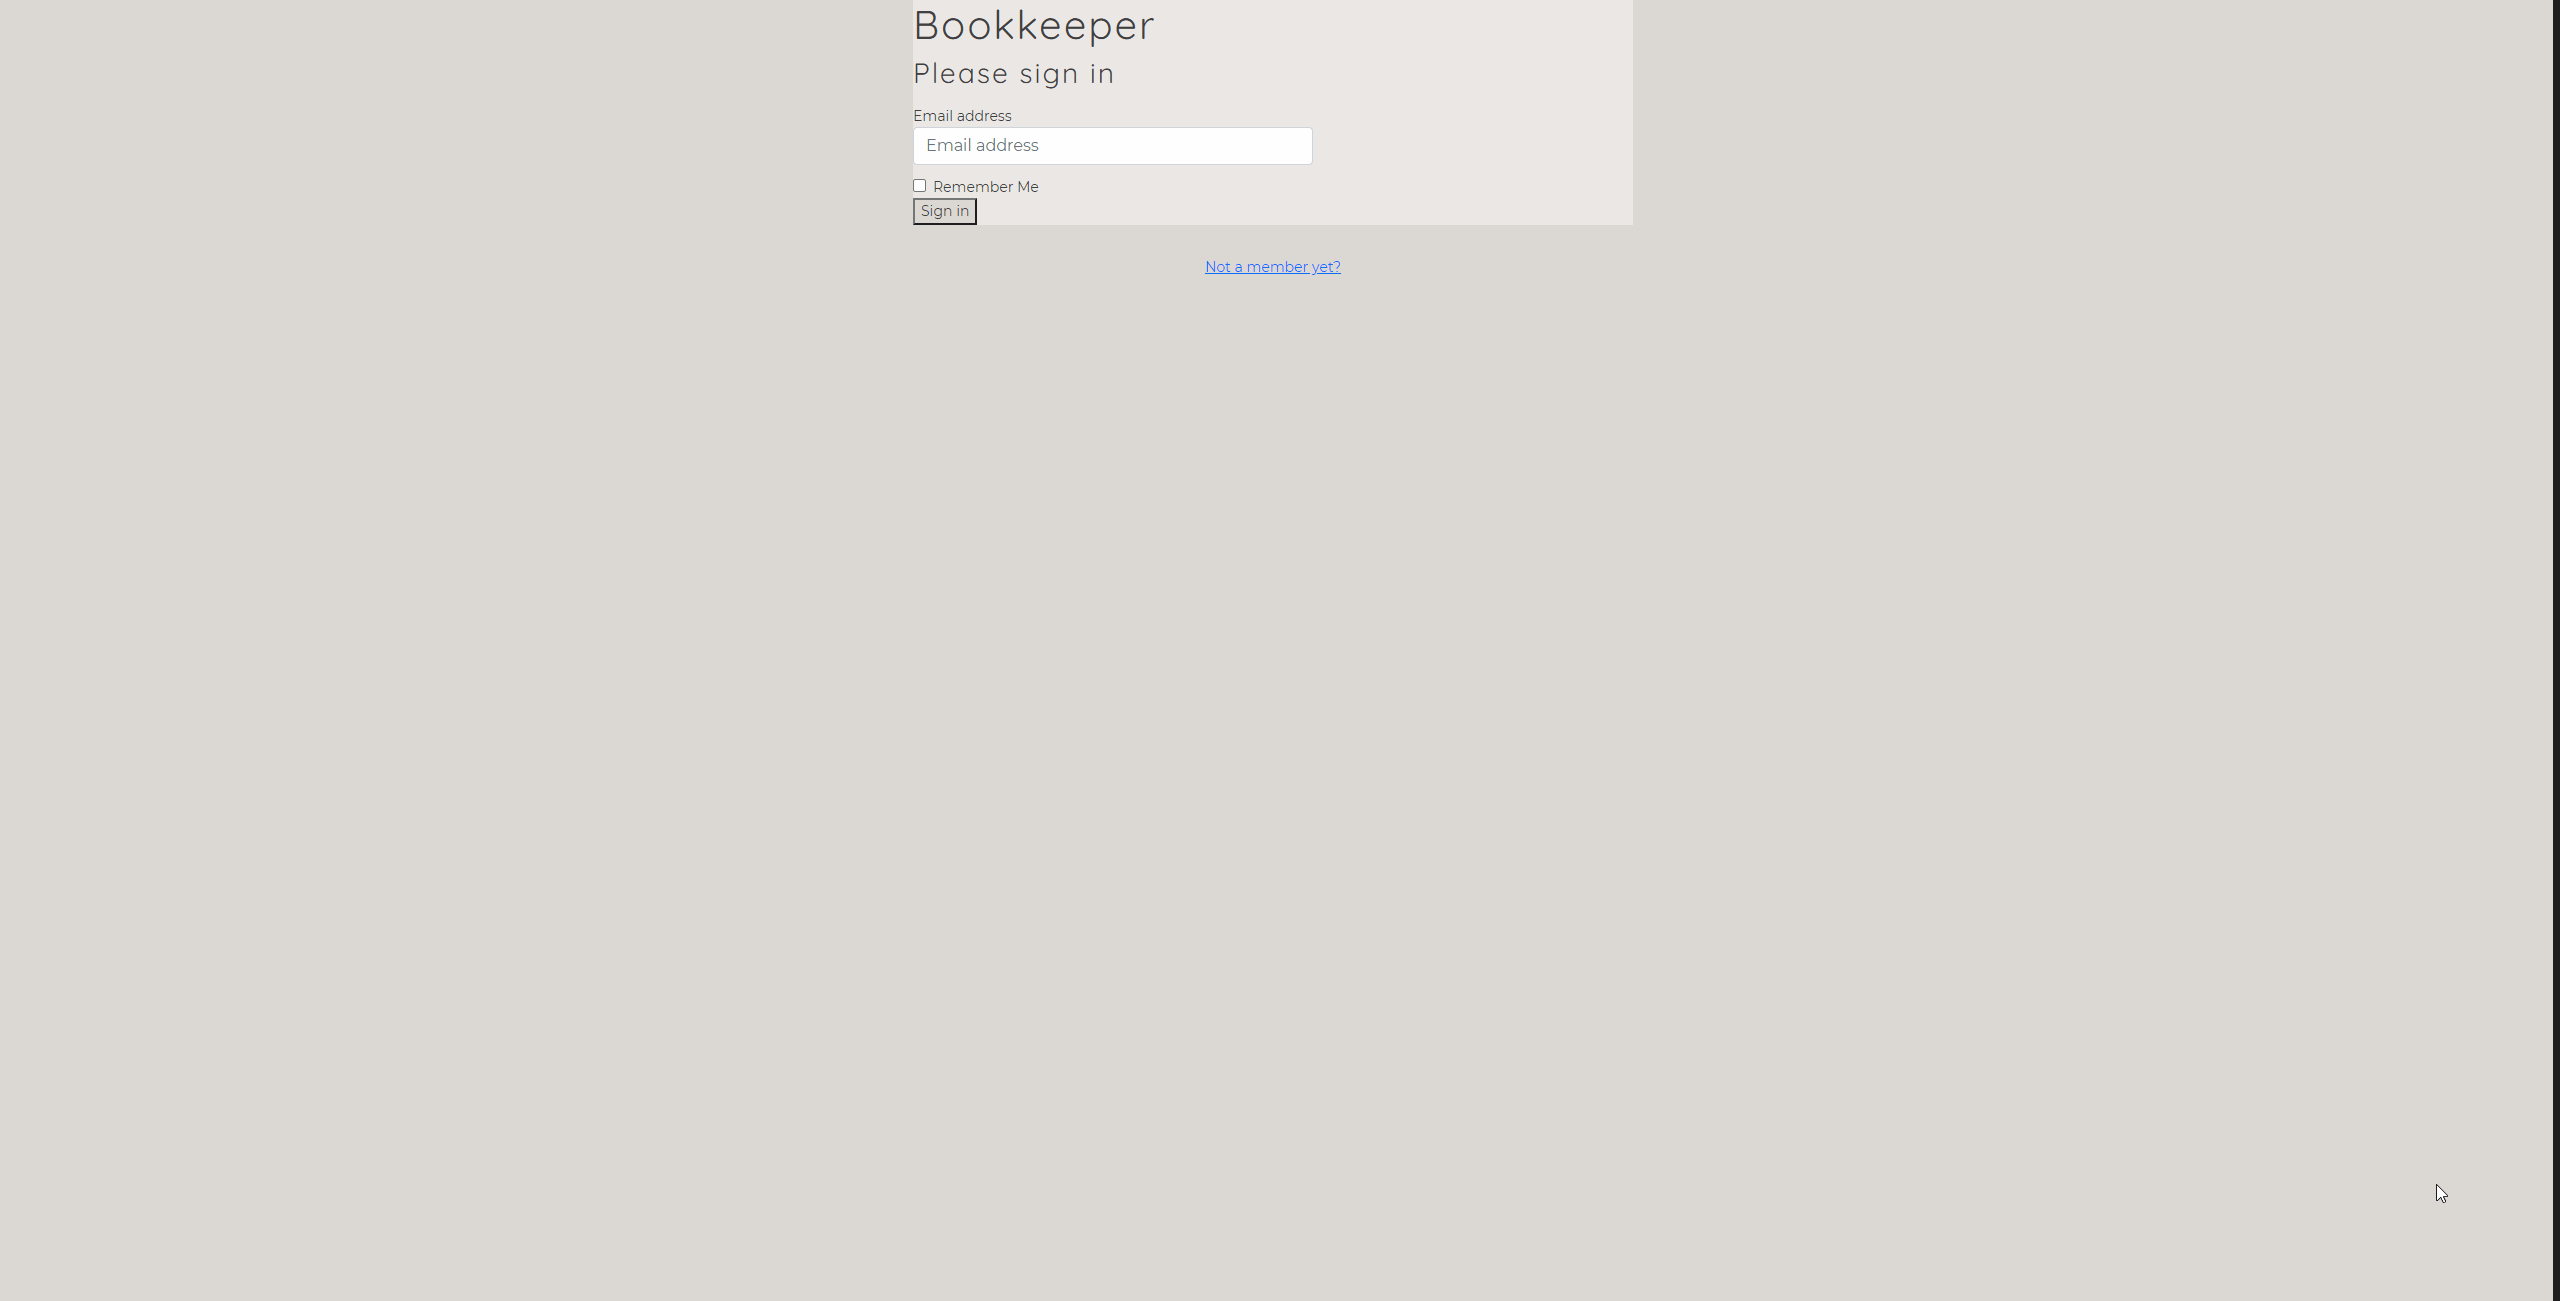 Bookkeeper
Please sign in
Email address
Email address
Remember Me
Sign in
Not a member yet?